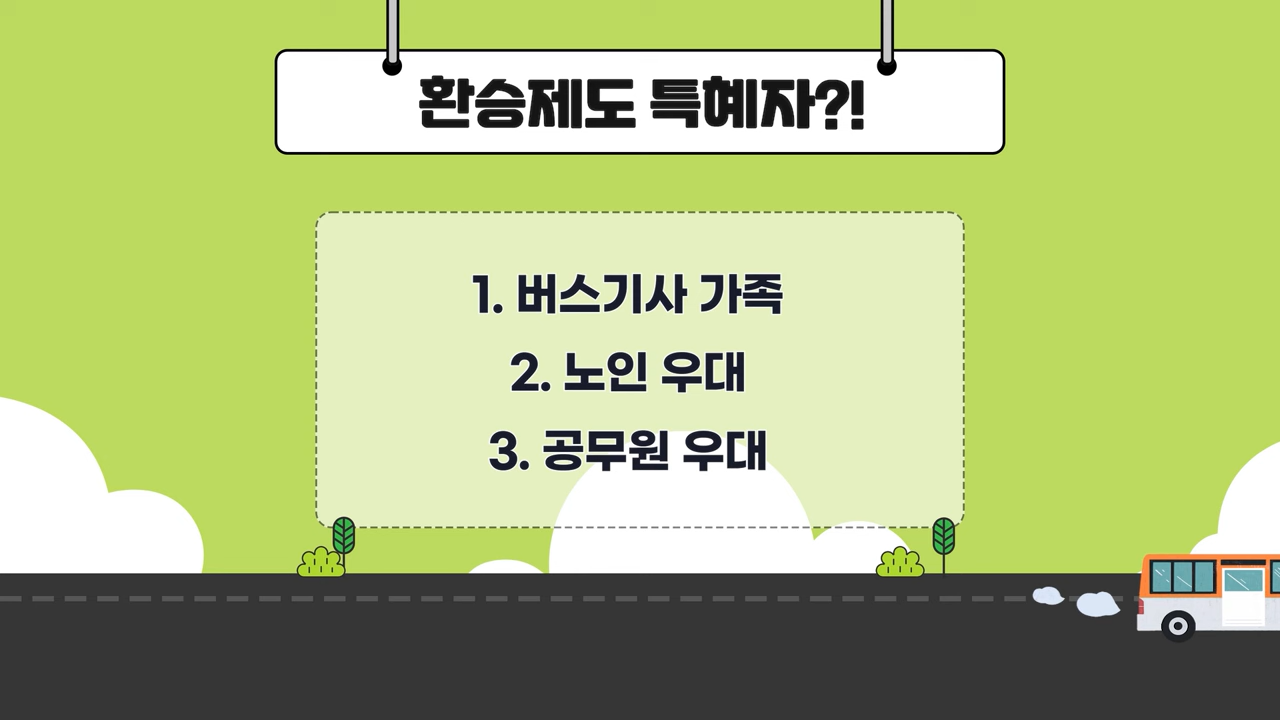 환승제도 특혜자?!
1. 버스기사 가족
2. 노인 우대
3. 공무원 우대